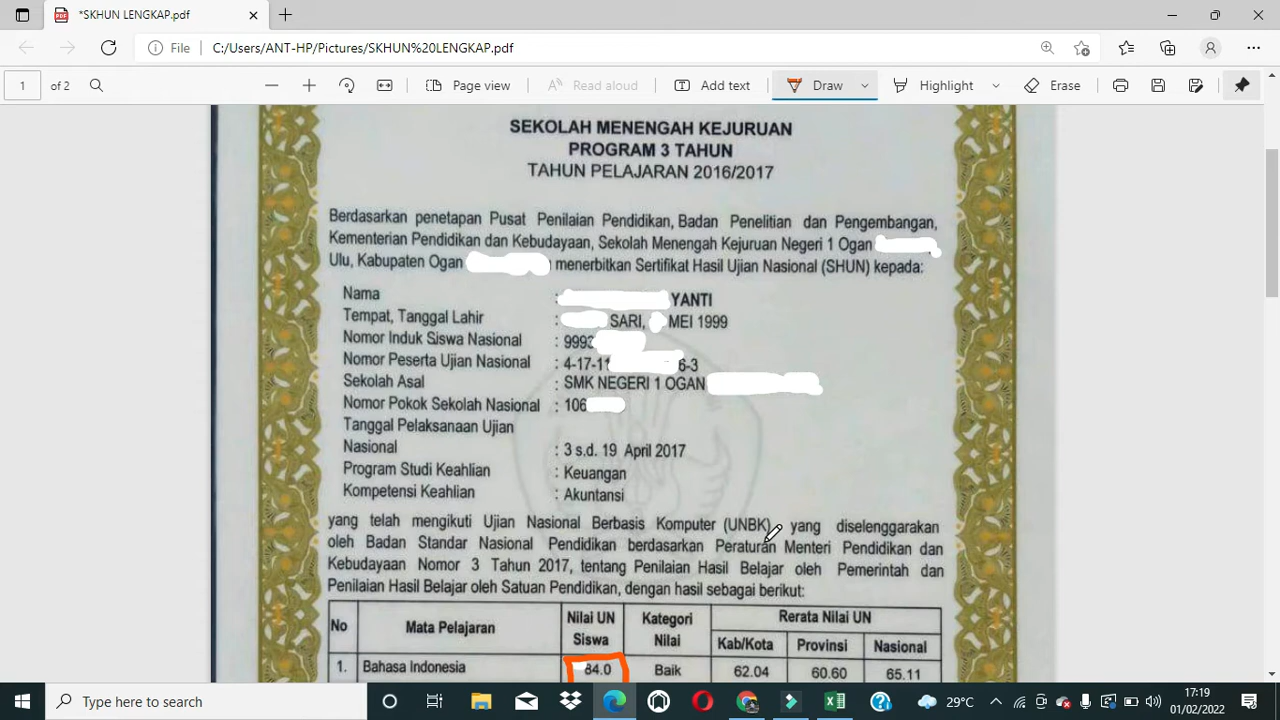 *SKHUN LENGKAP.pdf
File C:/Users/ANT-HP/Pictures/SKHUN%20LENGKAP.pdf
1 of 2 Page view Read aloud Add text Draw Highlight Erase
SEKOLAH MENENGAH KEJURUAN
PROGRAM 3 TAHUN
TAHUN PELAJARAN 2016/2017
Berdasarkan penetapan Pusat Penilaian Pendidikan, Badan Penelitian dan Pengembangan,
Kementerian Pendidikan dan Kebudayaan, Sekolah Menengah Kejuruan Negeri 1 Ogan
Ulu, Kabupaten Ogan menerbitkan Sertifikat Hasil Ujian Nasional (SHUN) kepada:
Nama : YANTI
Tempat, Tanggal Lahir : SARI, MEI 1999
Nomor Induk Siswa Nasional : 9993
Nomor Peserta Ujian Nasional : 4-17-11 6-3
Sekolah Asal : SMK NEGERI 1 OGAN
Nomor Pokok Sekolah Nasional : 106
Tanggal Pelaksanaan Ujian
Nasional : 3 s.d. 19 April 2017
Program Studi Keahlian : Keuangan
Kompetensi Keahlian : Akuntansi
yang telah mengikuti Ujian Nasional Berbasis Komputer (UNBK), yang diselenggarakan
oleh Badan Standar Nasional Pendidikan berdasarkan Peraturan Menteri Pendidikan dan
Kebudayaan Nomor 3 Tahun 2017, tentang Penilaian Hasil Belajar oleh Pemerintah dan
Penilaian Hasil Belajar oleh Satuan Pendidikan, dengan hasil sebagai berikut:
No Mata Pelajaran Nilai UN Siswa Kategori Nilai Rerata Nilai UN
Kab/Kota Provinsi Nasional
1. Bahasa Indonesia 84.0 Baik 62.04 60.60 65.11
Type here to search 29°C 17:19
01/02/2022